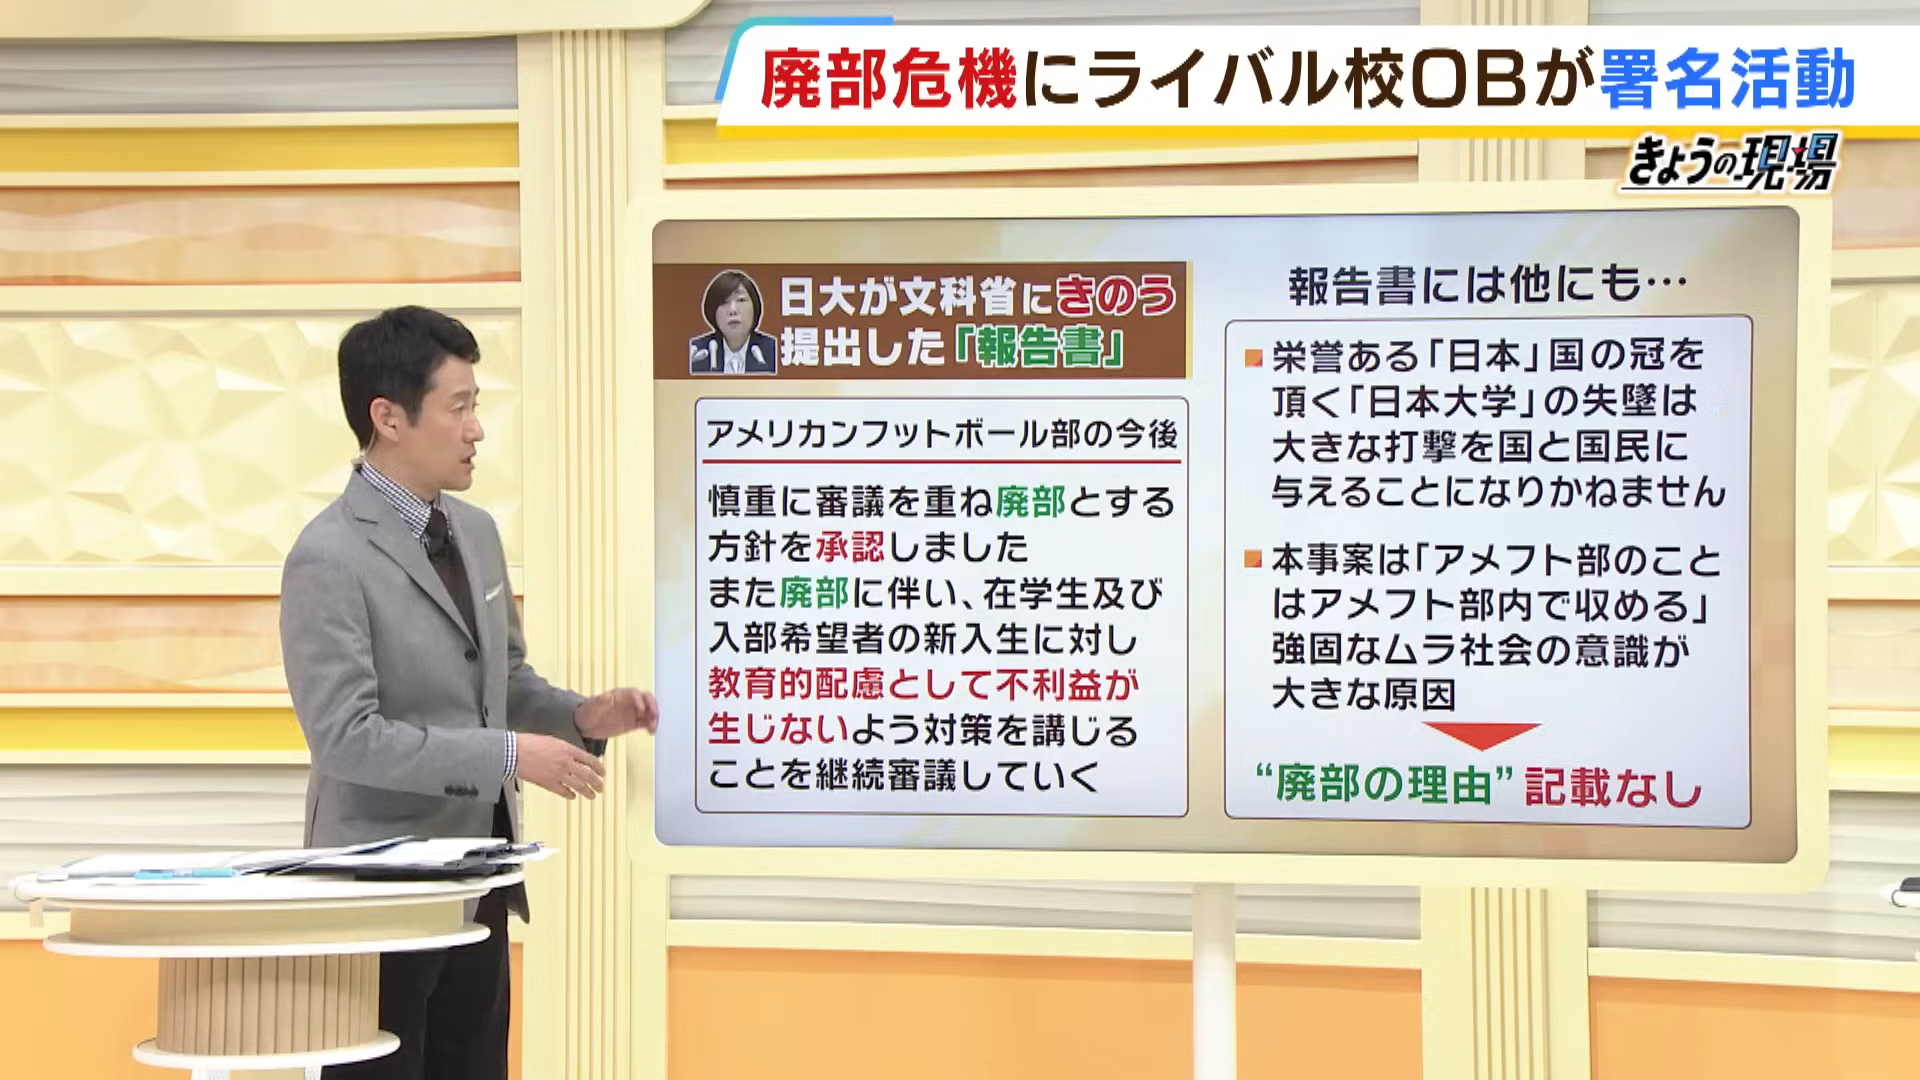 廃部危機にライバル校OBが署名活動
きょうの現場
日大が文科省にきのう
提出した「報告書」
アメリカンフットボール部の今後
慎重に審議を重ね廃部とする
方針を承認しました
また廃部に伴い、在学生及び
入部希望者の新入生に対し
教育的配慮として不利益が
生じないよう対策を講じる
ことを継続審議していく
報告書には他にも…
栄誉ある「日本」国の冠を
頂く「日本大学」の失墜は
大きな打撃を国と国民に
与えることになりかねません
本事案は「アメフト部のこと
はアメフト部内で収める」
強固なムラ社会の意識が
大きな原因
“廃部の理由”記載なし